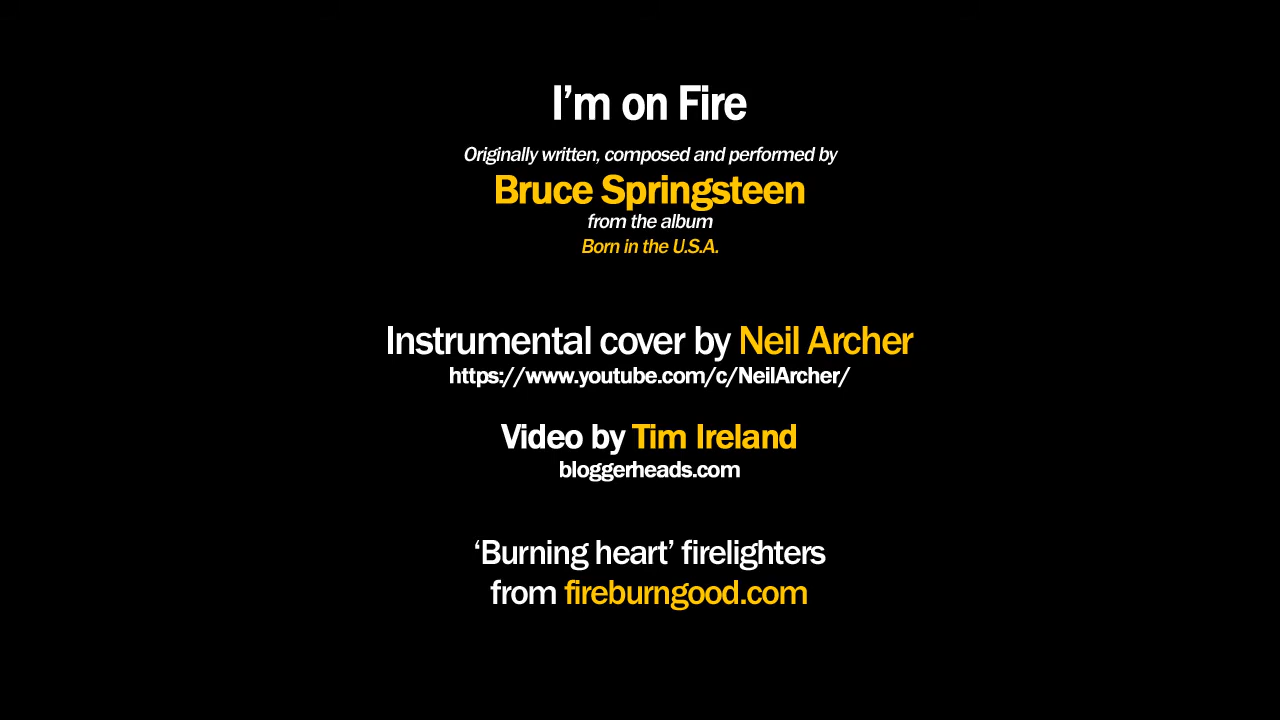 I’m on Fire
Originally written, composed and performed by
Bruce Springsteen
from the album
Born in the U.S.A.
Instrumental cover by Neil Archer
https://www.youtube.com/c/NeilArcher/
Video by Tim Ireland
bloggerheads.com
‘Burning heart’ firelighters
from fireburngood.com